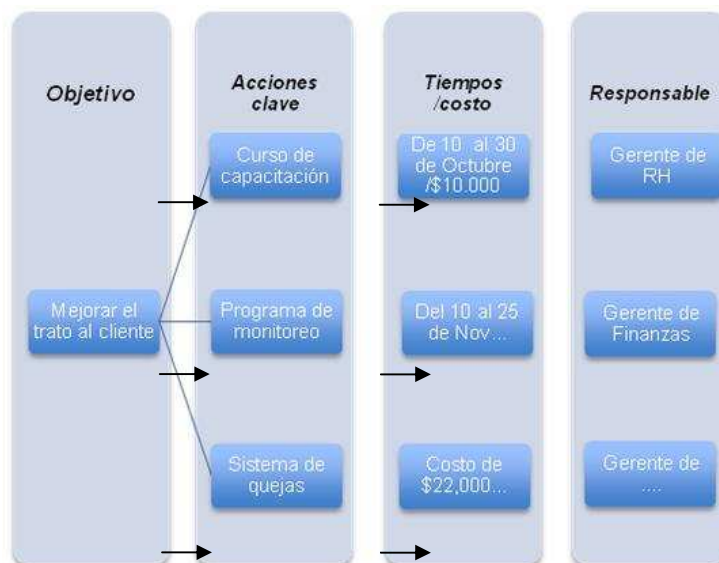 Objetivo
Acciones
clave
Tiempos
/costo
Responsable
Mejorar el
trato al cliente
Curso de
capacitación
De 10 al 30
de Octubre
/$10.000
Gerente de
RH
Programa de
monitoreo
Del 10 al 25
de Nov...
Gerente de
Finanzas
Sistema de
quejas
Costo de
$22,000...
Gerente de
....